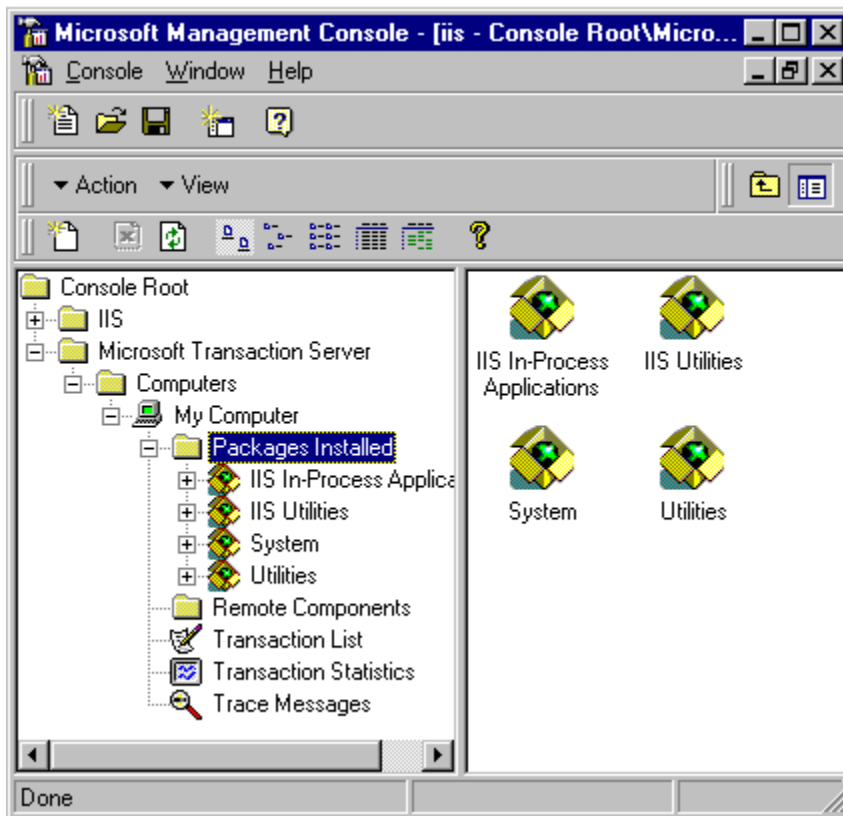 Microsoft Management Console - [iis - Console Root\Micro...
Console Window Help
Action View
Console Root
IIS
Microsoft Transaction Server
Computers
My Computer
Packages Installed
IIS In-Process Applica
IIS Utilities
System
Utilities
Remote Components
Transaction List
Transaction Statistics
Trace Messages
IIS In-Process
Applications
IIS Utilities
System
Utilities
Done